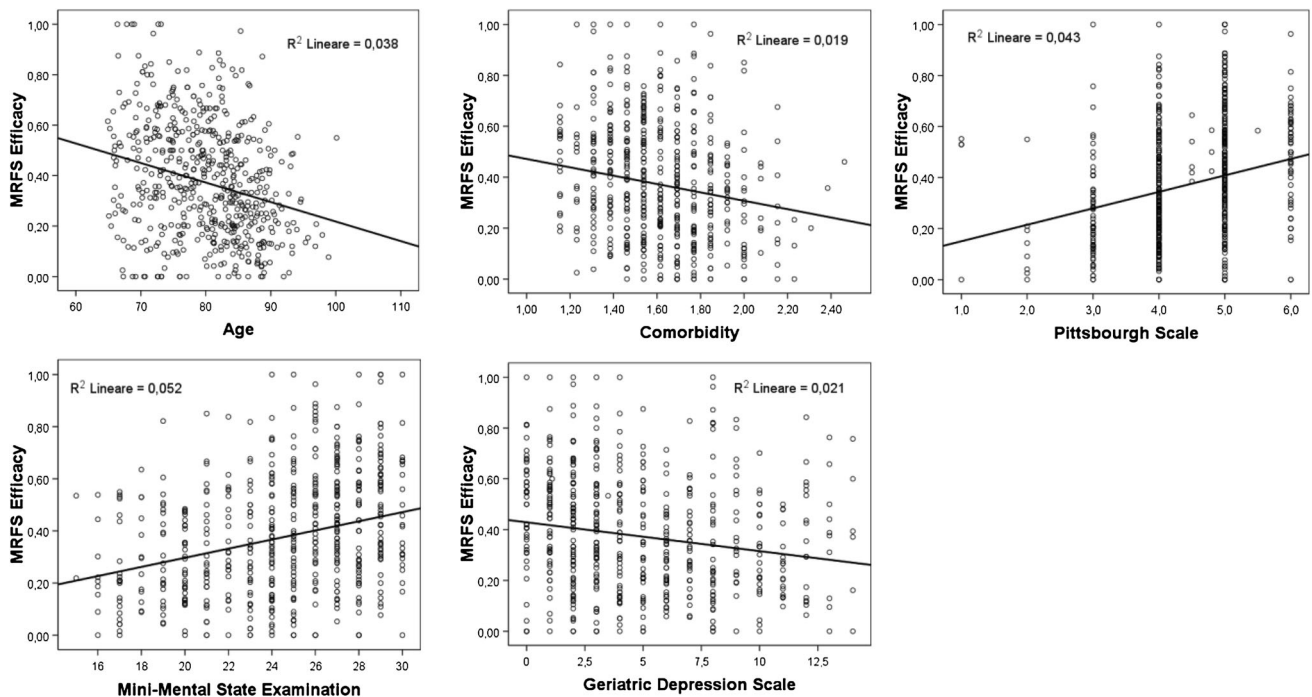 1,00
0,80
0,60
0,40
0,20
0,00
MRFS Efficacy
R² Lineare = 0,038
60 70 80 90 100 110
Age
1,00
0,80
0,60
0,40
0,20
0,00
MRFS Efficacy
R² Lineare = 0,019
1,00 1,20 1,40 1,60 1,80 2,00 2,20 2,40
Comorbidity
1,00
0,80
0,60
0,40
0,20
0,00
MRFS Efficacy
R² Lineare = 0,043
1,0 2,0 3,0 4,0 5,0 6,0
Pittsbourgh Scale
1,00
0,80
0,60
0,40
0,20
0,00
MRFS Efficacy
R² Lineare = 0,052
16 18 20 22 24 26 28 30
Mini-Mental State Examination
1,00
0,80
0,60
0,40
0,20
0,00
MRFS Efficacy
R² Lineare = 0,021
0 2,5 5 7,5 10 12,5
Geriatric Depression Scale